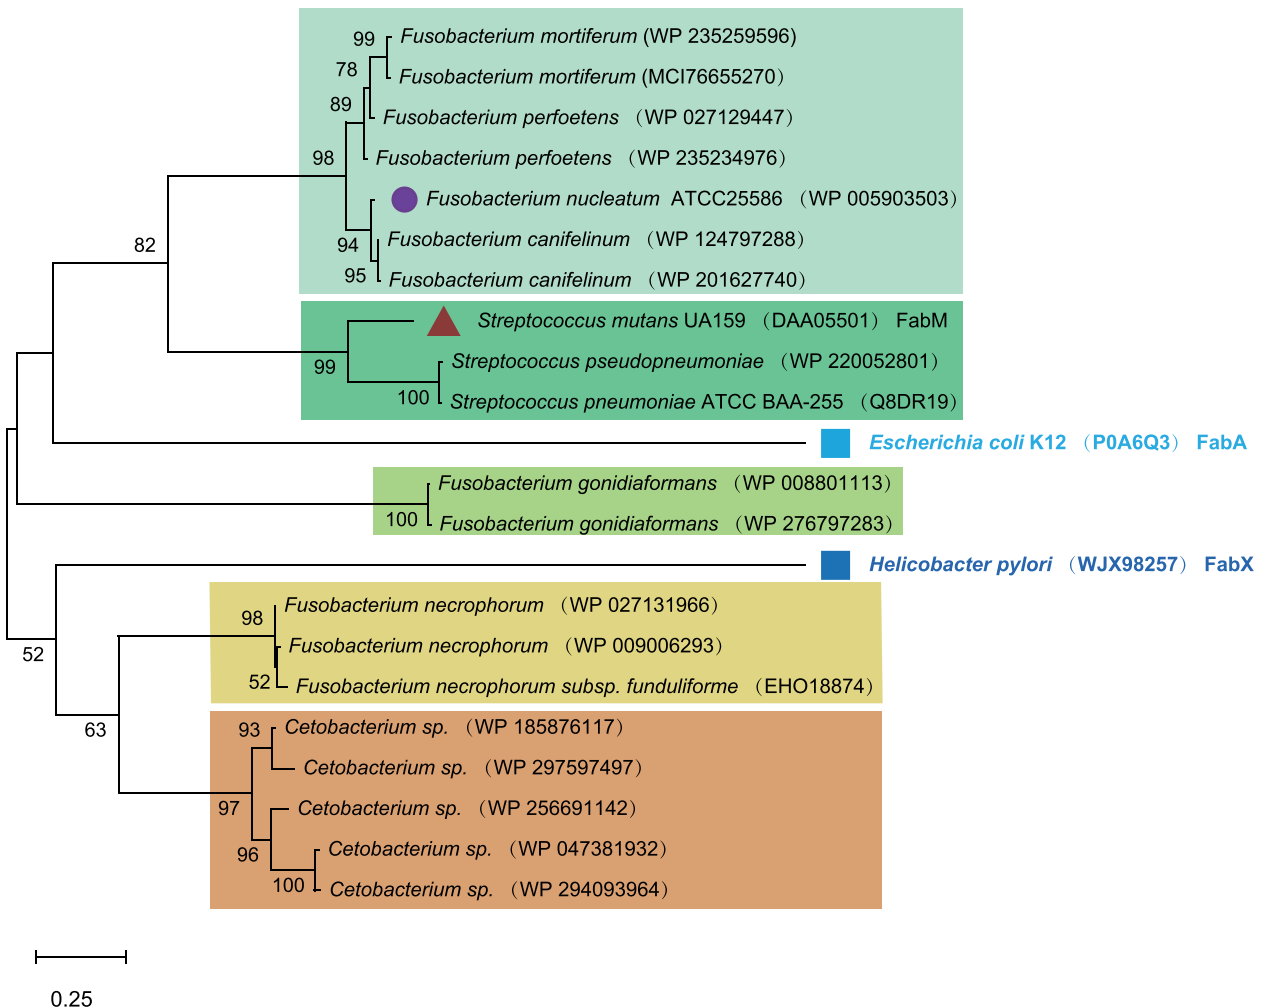 99
Fusobacterium mortiferum (WP 235259596)
78
Fusobacterium mortiferum (MCI76655270)
89
Fusobacterium perfoetens （WP 027129447）
98
Fusobacterium perfoetens （WP 235234976）
Fusobacterium nucleatum ATCC25586 （WP 005903503）
82
94
Fusobacterium canifelinum （WP 124797288）
95
Fusobacterium canifelinum （WP 201627740）
Streptococcus mutans UA159 （DAA05501） FabM
99
Streptococcus pseudopneumoniae （WP 220052801）
100
Streptococcus pneumoniae ATCC BAA-255 （Q8DR19）
Escherichia coli K12 （P0A6Q3） FabA
Fusobacterium gonidiaformans （WP 008801113）
100
Fusobacterium gonidiaformans （WP 276797283）
Helicobacter pylori （WJX98257） FabX
Fusobacterium necrophorum （WP 027131966）
98
Fusobacterium necrophorum （WP 009006293）
52
52
Fusobacterium necrophorum subsp. funduliforme （EHO18874）
63
93
Cetobacterium sp. （WP 185876117）
Cetobacterium sp. （WP 297597497）
97
Cetobacterium sp. （WP 256691142）
96
Cetobacterium sp. （WP 047381932）
100
Cetobacterium sp. （WP 294093964）
0.25